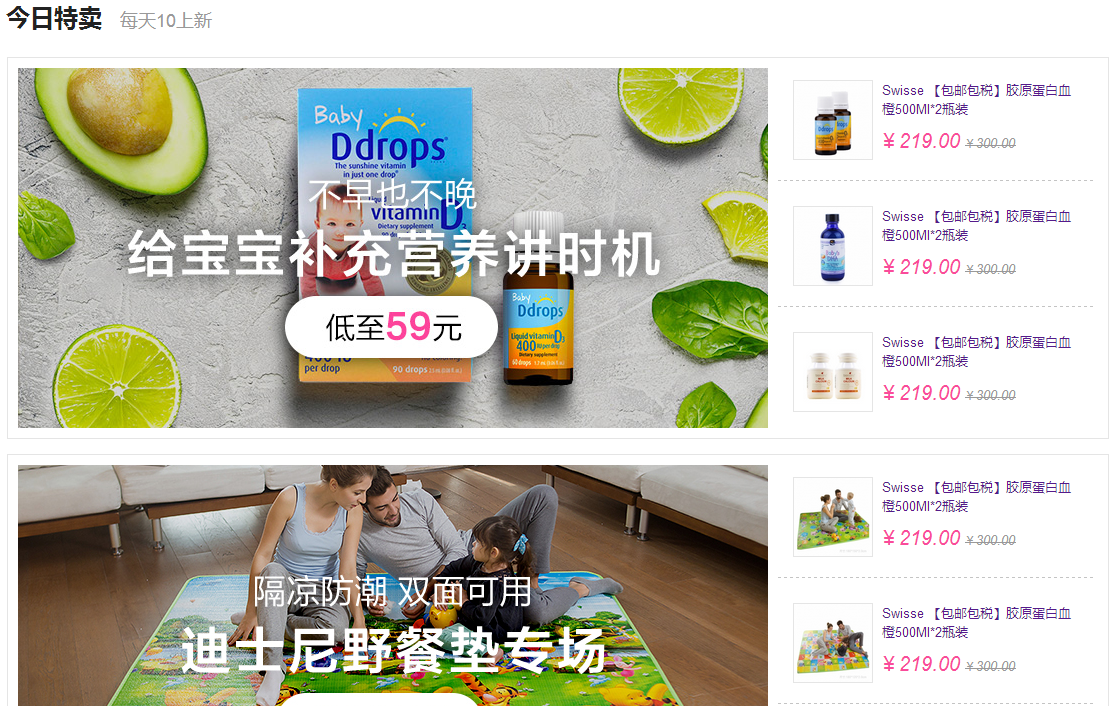 今日特卖 每天10上新
Baby
Ddrops
The sunshine vitamin
in just one drop
不早也不晚
Liquid
vitamin D3
Dietary supplement
给宝宝补充营养讲时机
低至59元
per drop
90 drops
Baby
Ddrops
Liquid vitamin D3
400 IU per drop
Dietary supplement
60 drops
Swisse 【包邮包税】胶原蛋白血
橙500Ml*2瓶装
¥ 219.00 ¥300.00
Swisse 【包邮包税】胶原蛋白血
橙500Ml*2瓶装
¥ 219.00 ¥300.00
Swisse 【包邮包税】胶原蛋白血
橙500Ml*2瓶装
¥ 219.00 ¥300.00
隔凉防潮 双面可用
迪士尼野餐垫专场
Swisse 【包邮包税】胶原蛋白血
橙500Ml*2瓶装
¥ 219.00 ¥300.00
Swisse 【包邮包税】胶原蛋白血
橙500Ml*2瓶装
¥ 219.00 ¥300.00